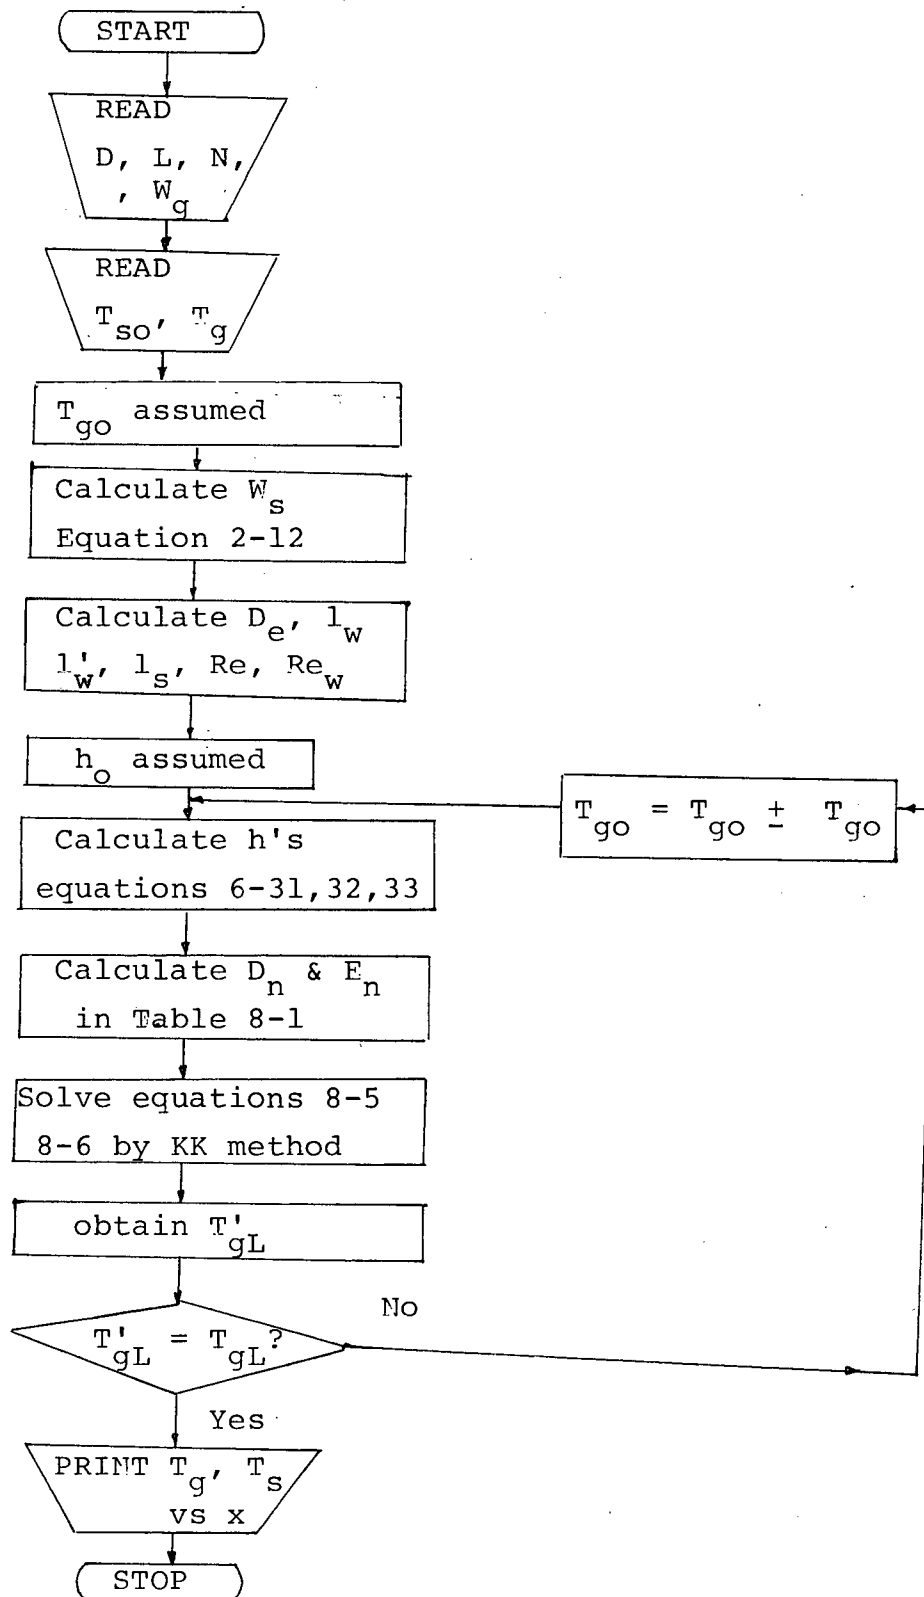 START
READ
D, L, N,
, W_g
READ
T_so, T_g
T_go assumed
Calculate W_s
Equation 2-12
Calculate D_e, l_w
l'_w, l_s, Re, Re_w
h_o assumed
T_go = T_go ± T_go
Calculate h's
equations 6-31,32,33
Calculate D_n & E_n
in Table 8-1
Solve equations 8-5
8-6 by KK method
obtain T'_gL
No
T'_gL = T_gL?
Yes
PRINT T_g, T_s
vs x
STOP